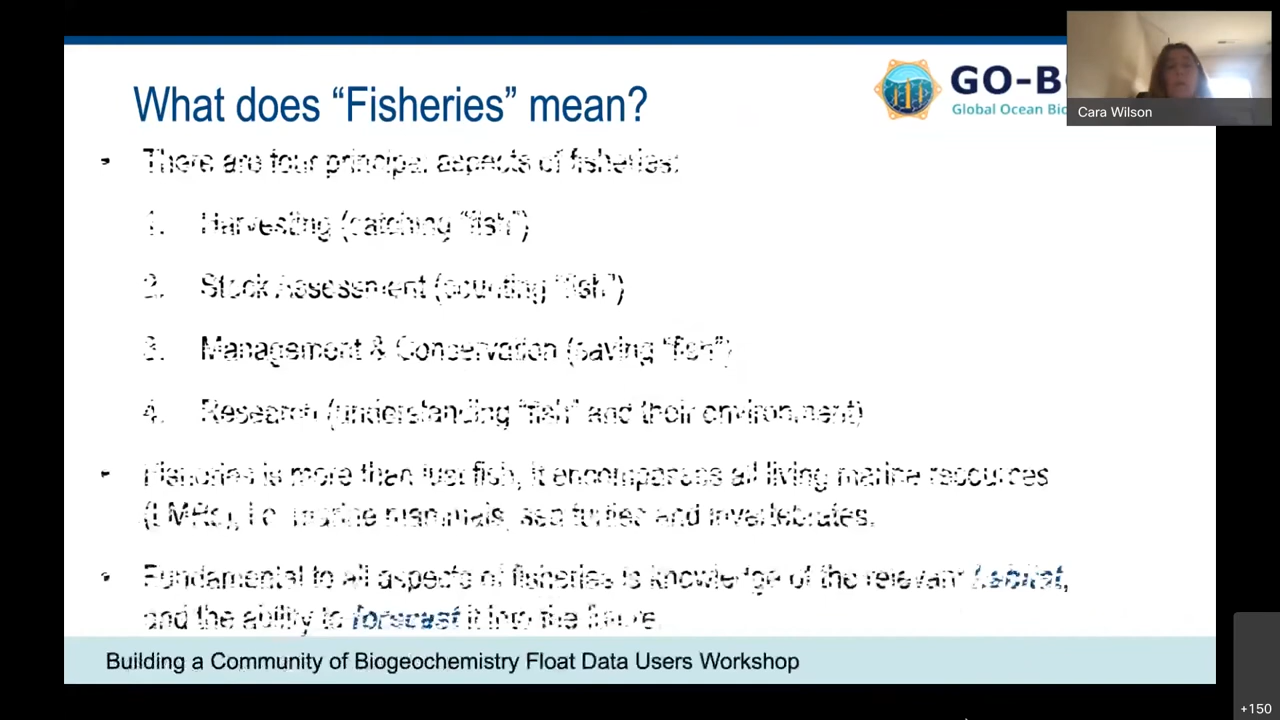 What does “Fisheries” mean?
GO-B
Global Ocean Bio
Cara Wilson
• There are four principal aspects of fisheries:
1. Harvesting (catching “fish”)
2. Stock Assessment (counting “fish”)
3. Management & Conservation (saving “fish”)
4. Research (understanding “fish” and their environment)
• Fisheries is more than just fish, it encompasses all living marine resources
(LMRs), i.e. marine mammals, sea turtles and invertebrates.
• Fundamental to all aspects of fisheries is knowledge of the relevant habitat,
and the ability to forecast it into the future.
Building a Community of Biogeochemistry Float Data Users Workshop
+150